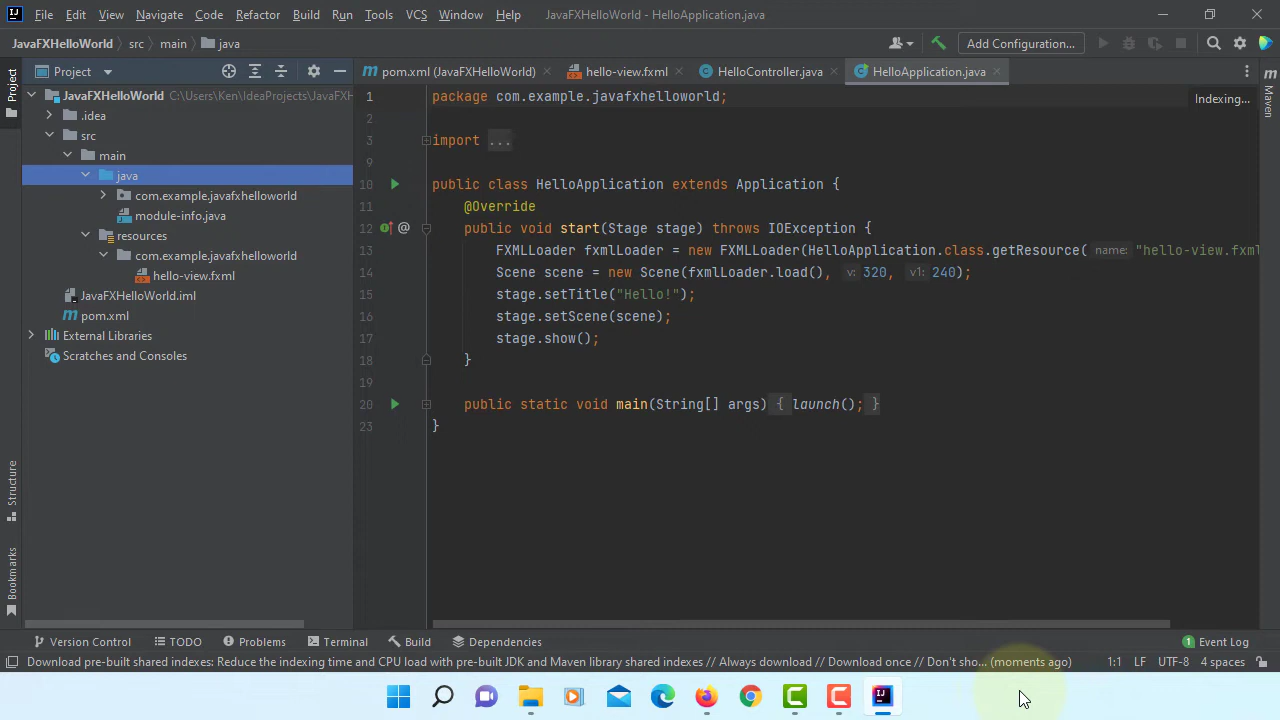 File Edit View Navigate Code Refactor Build Run Tools VCS Window Help JavaFXHelloWorld - HelloApplication.java
JavaFXHelloWorld src main java Add Configuration...
Project pom.xml (JavaFXHelloWorld) hello-view.fxml HelloController.java HelloApplication.java
Project
Structure
Bookmarks
JavaFXHelloWorld C:\Users\Ken\IdeaProjects\JavaFXH
.idea
src
main
java
com.example.javafxhelloworld
module-info.java
resources
com.example.javafxhelloworld
hello-view.fxml
JavaFXHelloWorld.iml
pom.xml
External Libraries
Scratches and Consoles
1 package com.example.javafxhelloworld;
2
3 import ...
9
10 public class HelloApplication extends Application {
11 @Override
12 @ public void start(Stage stage) throws IOException {
13 FXMLLoader fxmlLoader = new FXMLLoader(HelloApplication.class.getResource( name: "hello-view.fxml
14 Scene scene = new Scene(fxmlLoader.load(), v: 320, v1: 240);
15 stage.setTitle("Hello!");
16 stage.setScene(scene);
17 stage.show();
18 }
19
20 public static void main(String[] args) { launch(); }
23 }
Indexing...
Maven
Version Control TODO Problems Terminal Build Dependencies 1 Event Log
Download pre-built shared indexes: Reduce the indexing time and CPU load with pre-built JDK and Maven library shared indexes // Always download // Download once // Don't sho... (moments ago) 1:1 LF UTF-8 4 spaces